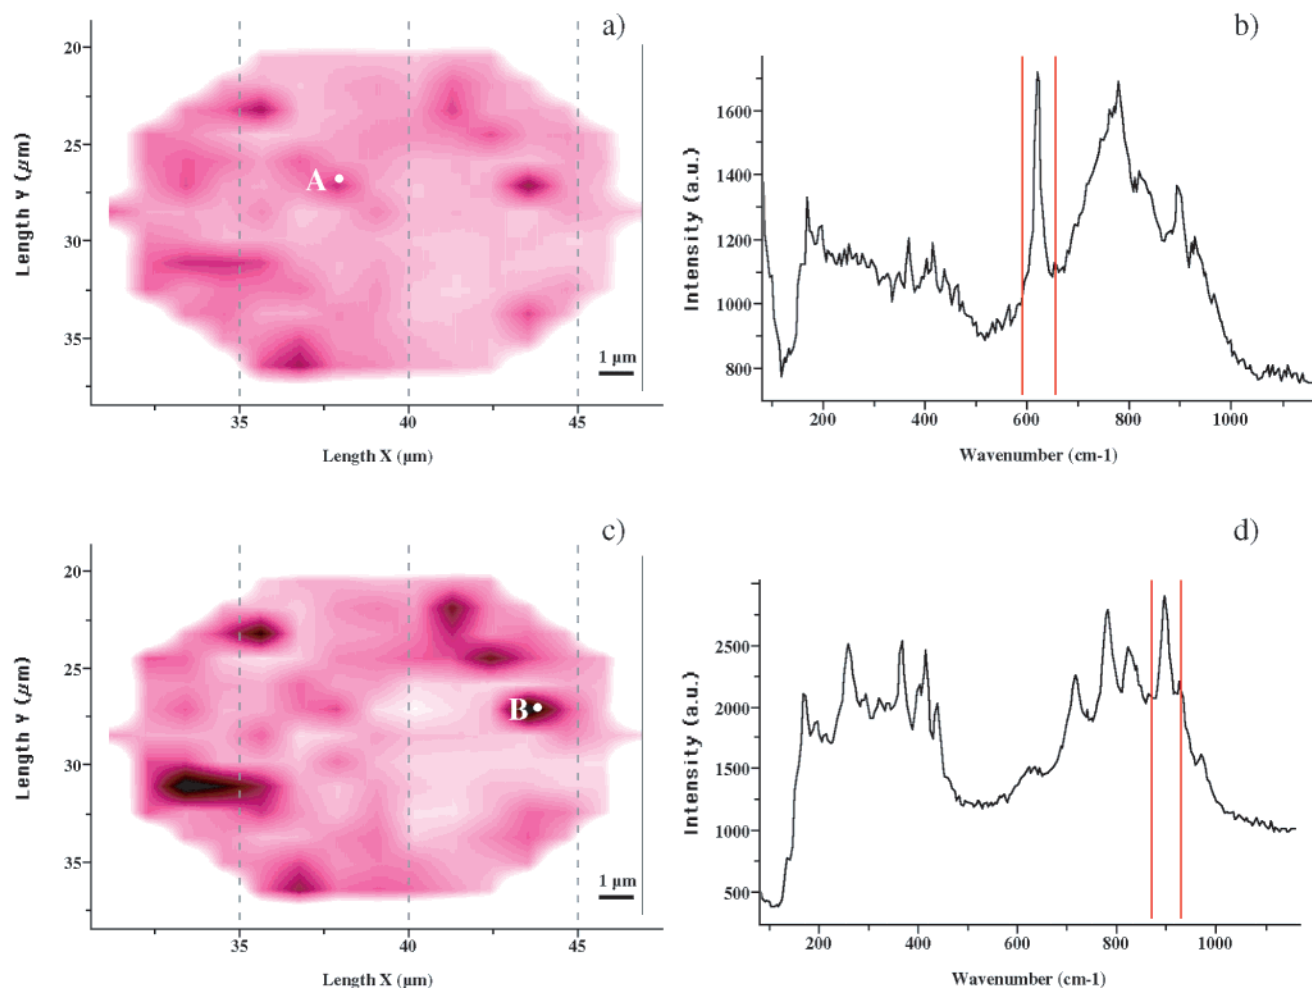 a)
20
25
30
35
Length Y (μm)
A
1 μm
35
40
45
Length X (μm)
b)
1600
1400
1200
1000
800
Intensity (a.u.)
200
400
600
800
1000
Wavenumber (cm-1)
c)
20
25
30
35
Length Y (μm)
B
1 μm
35
40
45
Length X (μm)
d)
2500
2000
1500
1000
500
Intensity (a.u.)
200
400
600
800
1000
Wavenumber (cm-1)